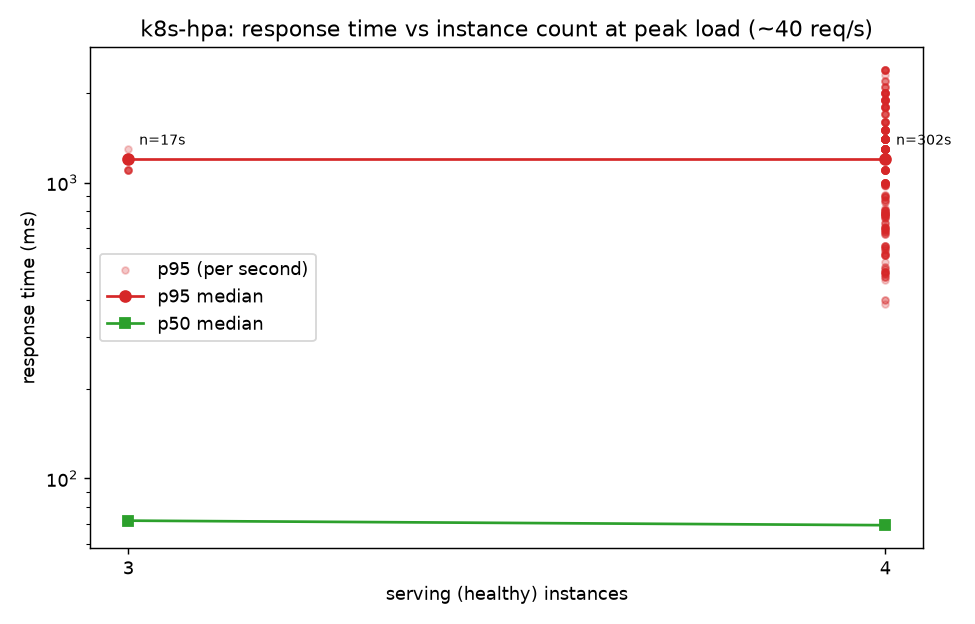 k8s-hpa: response time vs instance count at peak load (~40 req/s)
response time (ms)
10³
10²
n=17s
n=302s
p95 (per second)
p95 median
p50 median
3
4
serving (healthy) instances